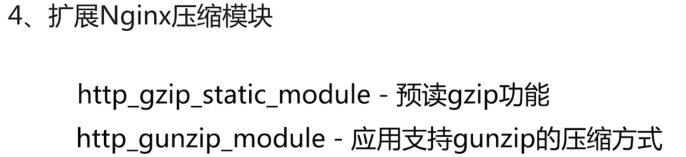 4、扩展Nginx压缩模块
http_gzip_static_module - 预读gzip功能
http_gunzip_module - 应用支持gunzip的压缩方式